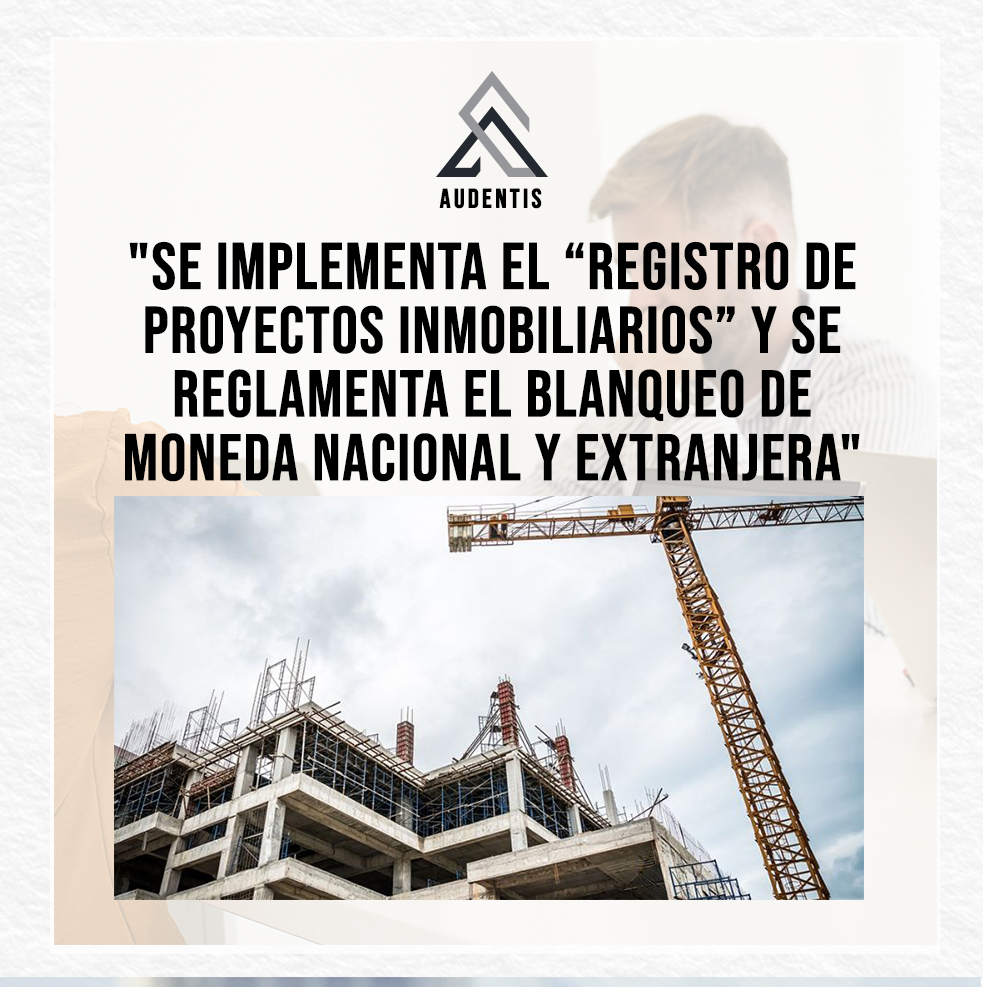 AUDENTIS
"SE IMPLEMENTA EL “REGISTRO DE
PROYECTOS INMOBILIARIOS” Y SE
REGLAMENTA EL BLANQUEO DE
MONEDA NACIONAL Y EXTRANJERA"